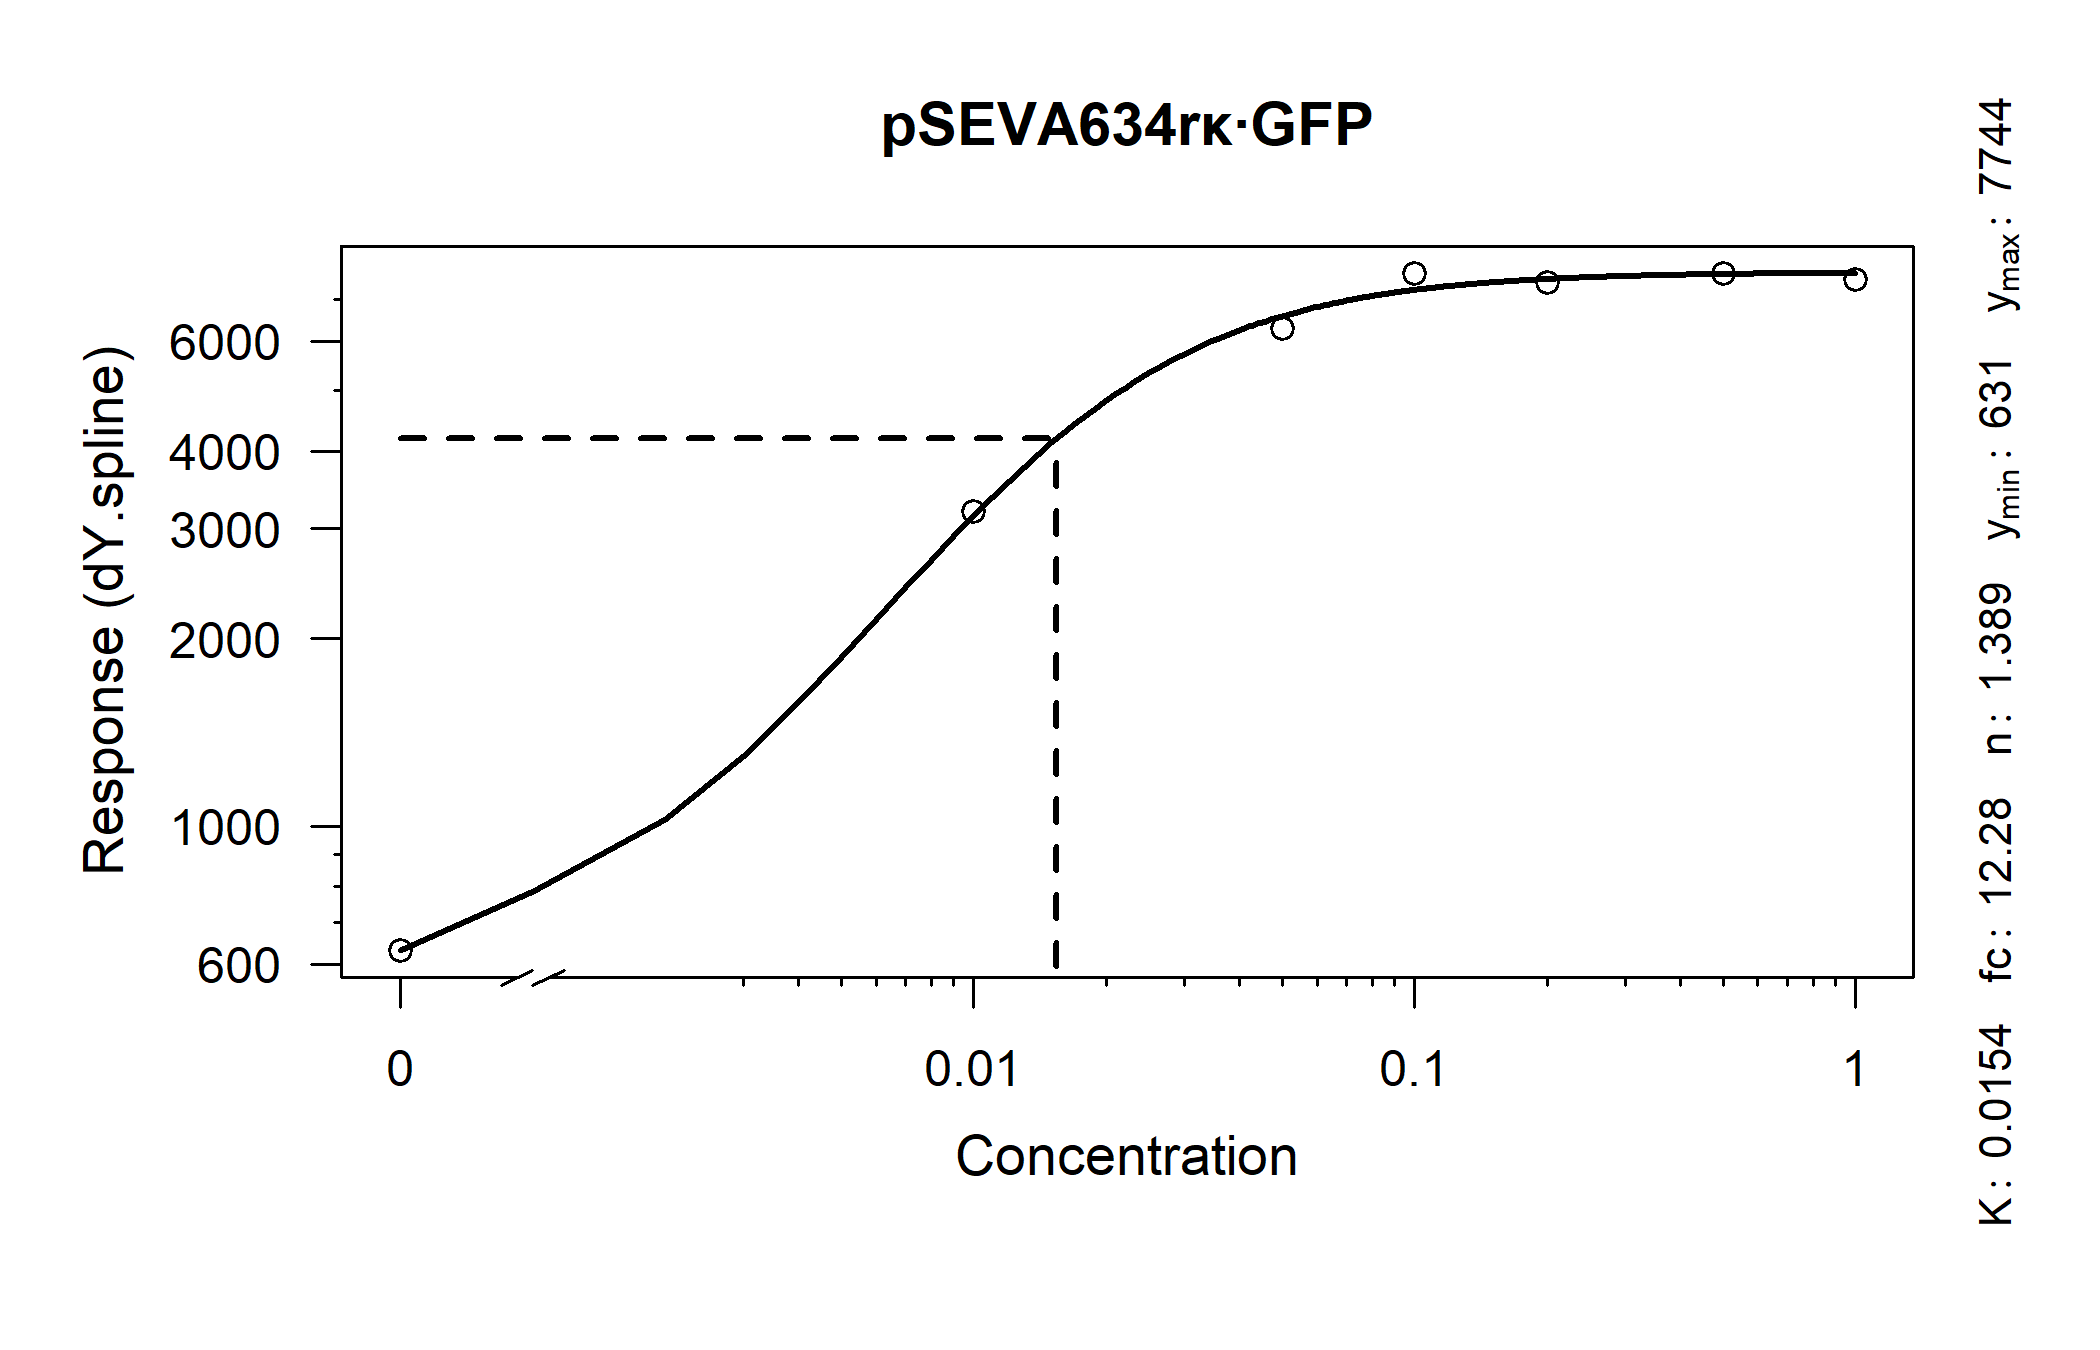 pSEVA634rκ·GFP
Response (dY.spline)
6000
4000
3000
2000
1000
600
0 0.01 0.1 1
Concentration
K: 0.0154 fc: 12.28 n: 1.389 ymin: 631 ymax: 7744